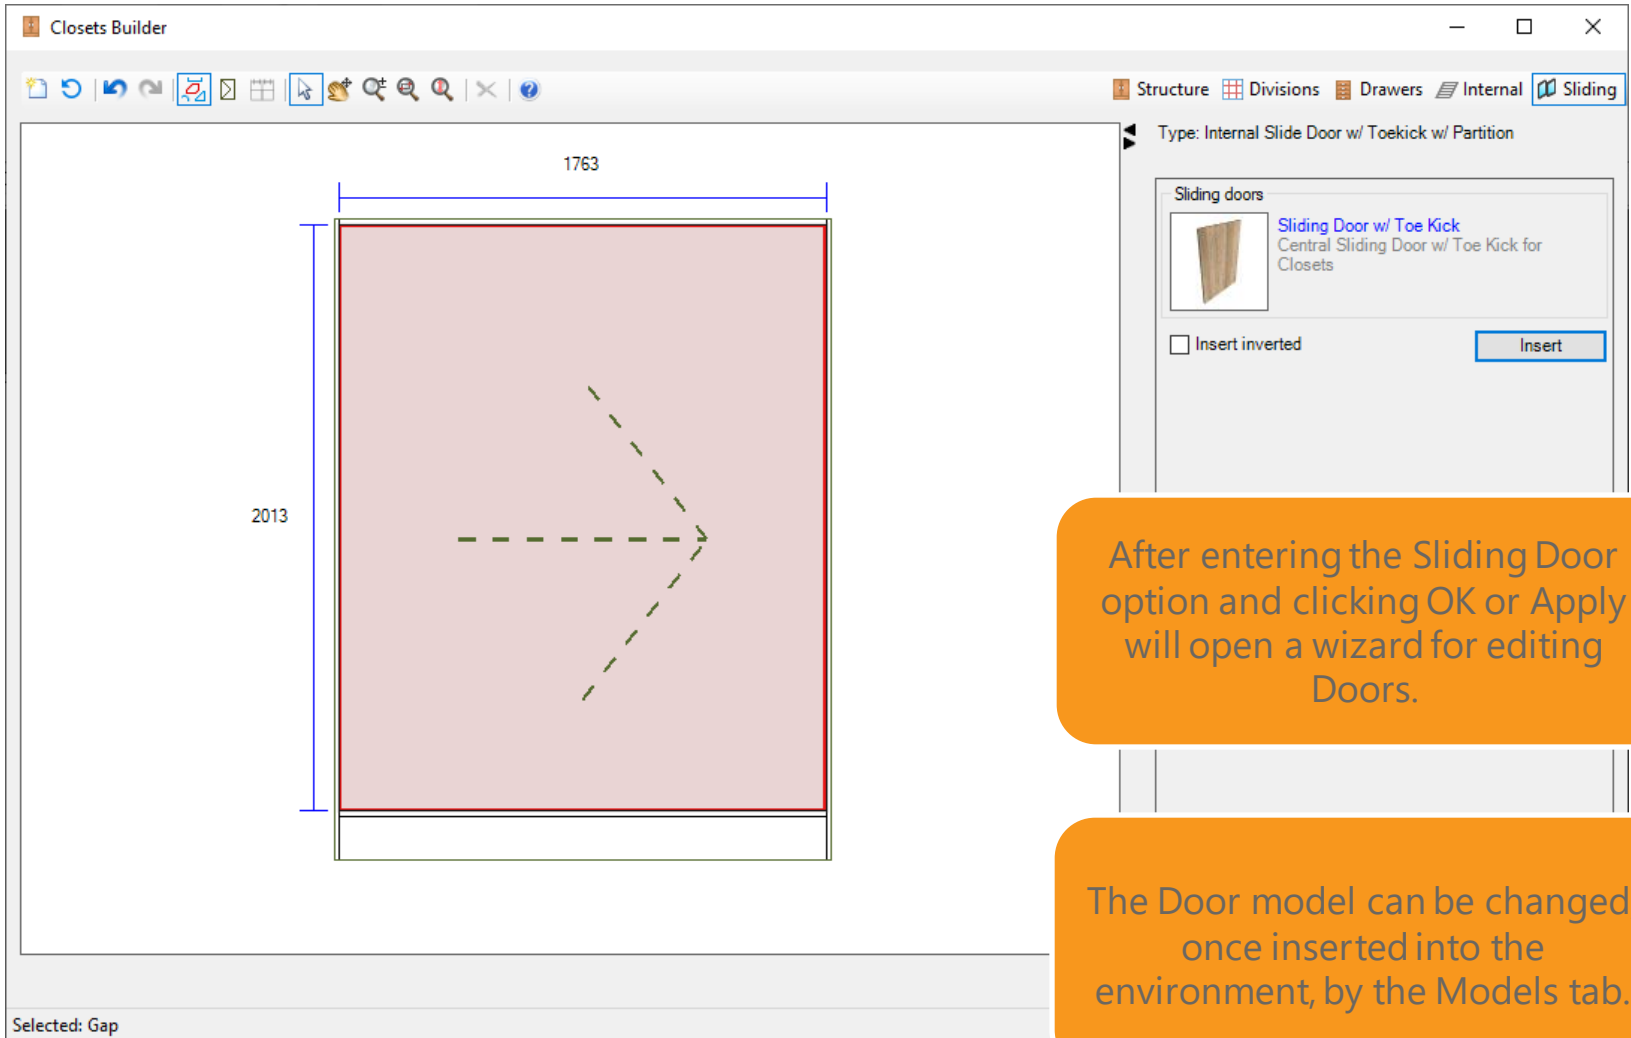 Closets Builder
Structure Divisions Drawers Internal Sliding
Type: Internal Slide Door w/ Toekick w/ Partition
1763
Sliding doors
Sliding Door w/ Toe Kick
Central Sliding Door w/ Toe Kick for
Closets
Insert inverted
Insert
2013
After entering the Sliding Door
option and clicking OK or Apply
will open a wizard for editing
Doors.
The Door model can be changed
once inserted into the
environment, by the Models tab.
Selected: Gap